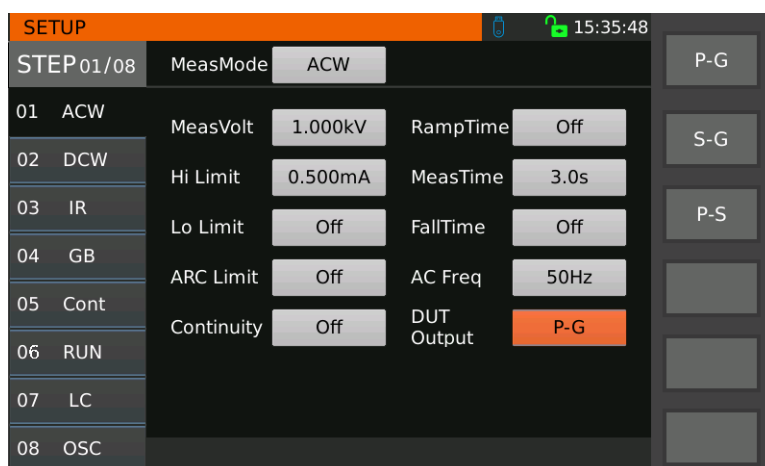 SETUP 15:35:48
STEP 01/08 MeasMode ACW
P-G
01 ACW
MeasVolt 1.000kV RampTime Off
S-G
02 DCW
Hi Limit 0.500mA MeasTime 3.0s
03 IR
P-S
Lo Limit Off FallTime Off
04 GB
ARC Limit Off AC Freq 50Hz
05 Cont
Continuity Off DUT Output P-G
06 RUN
07 LC
08 OSC